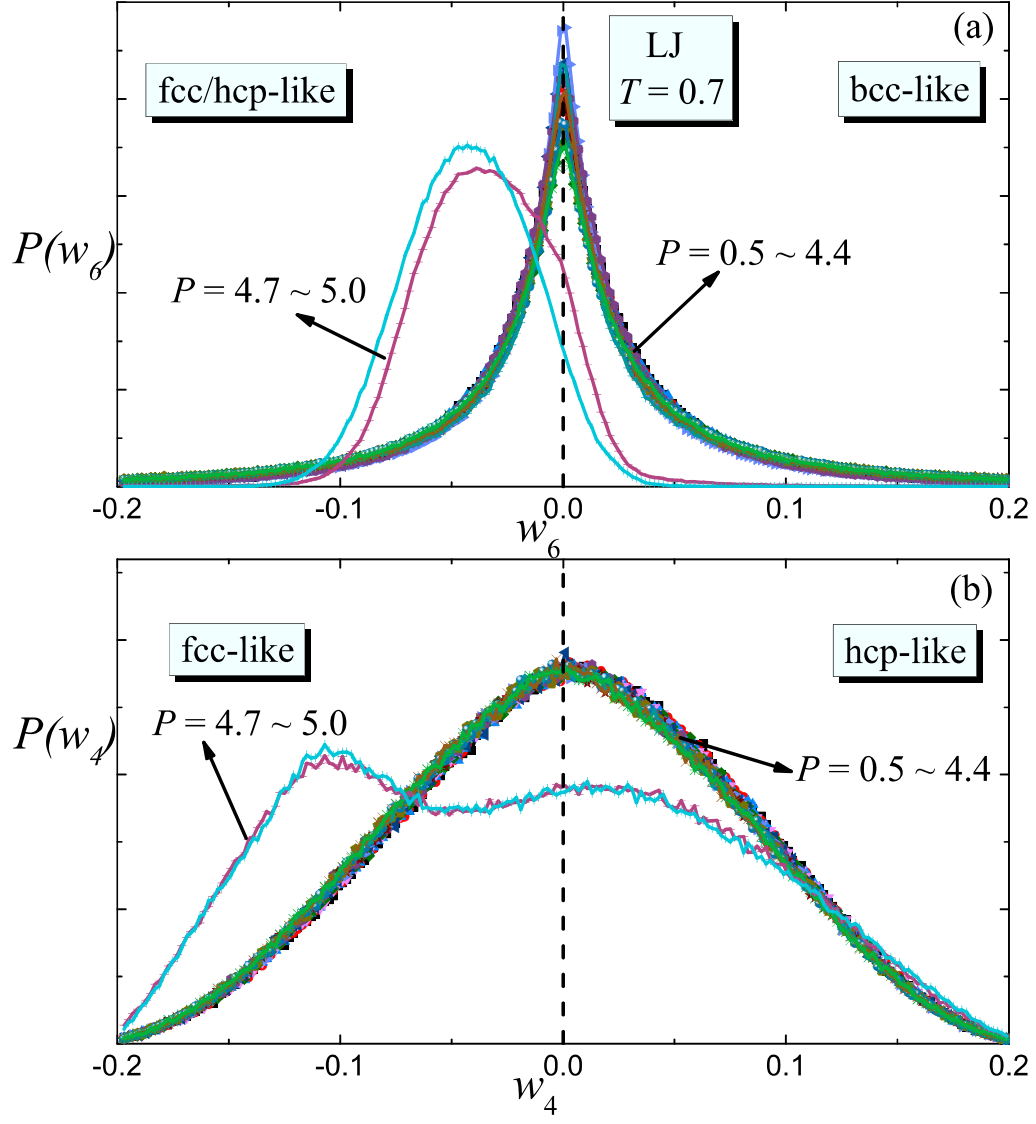 (a)
LJ
T = 0.7
fcc/hcp-like
bcc-like
P(w₆)
P = 4.7 ~ 5.0
P = 0.5 ~ 4.4
-0.2 -0.1 0.0 0.1 0.2
w₆
(b)
fcc-like
hcp-like
P(w₄)
P = 4.7 ~ 5.0
P = 0.5 ~ 4.4
-0.2 -0.1 0.0 0.1 0.2
w₄